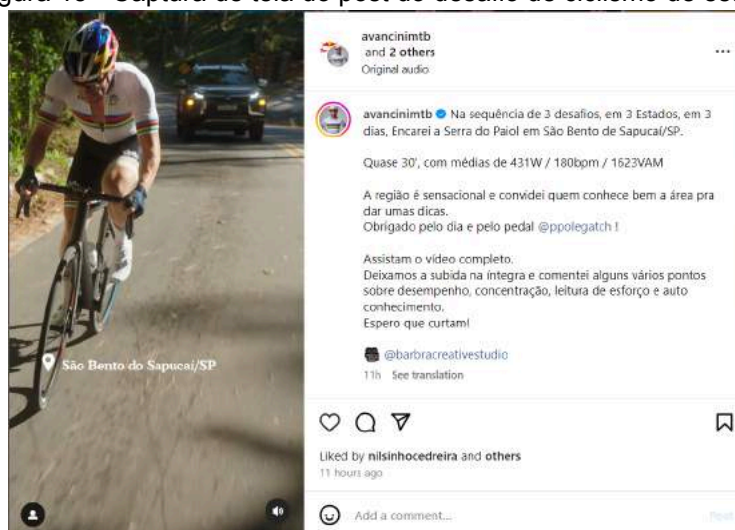 avancinimtb
and 2 others
Original audio
avancinimtb Na sequência de 3 desafios, em 3 Estados, em 3
dias, Encarei a Serra do Paiol em São Bento de Sapucaí/SP.
Quase 30', com médias de 431W / 180bpm / 1623VAM
A região é sensacional e convidei quem conhece bem a área pra
dar umas dicas.
Obrigado pelo dia e pelo pedal @ppolegatch !
Assistam o vídeo completo.
Deixamos a subida na íntegra e comentei alguns vários pontos
sobre desempenho, concentração, leitura de esforço e auto
conhecimento.
Espero que curtam!
@barbracreativestudio
11h See translation
São Bento do Sapucaí/SP
Liked by nilsinhocedreira and others
11 hours ago
Add a comment...
Post